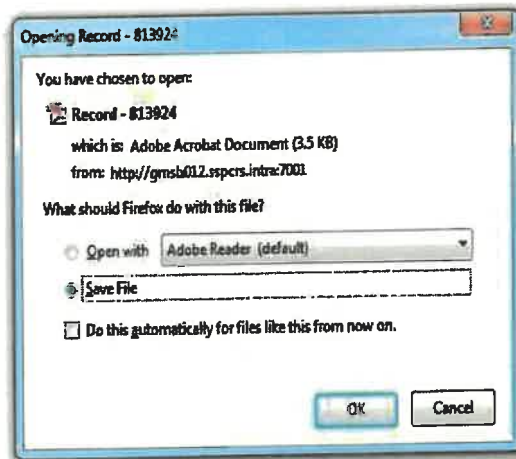 Opening Record - 813924
You have chosen to open:
Record - 813924
which is: Adobe Acrobat Document (3.5 KB)
from: http://gmsb012.sspcrs.intra:7001
What should Firefox do with this file?
Open with Adobe Reader (default)
Save File
Do this automatically for files like this from now on.
OK Cancel